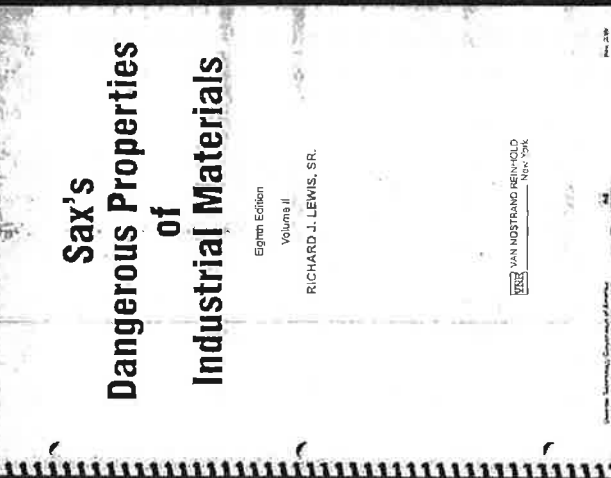 Sax's
Dangerous Properties
of
Industrial Materials
Eighth Edition
Volume II
RICHARD J. LEWIS, SR.
VNR VAN NOSTRAND REINHOLD
New York